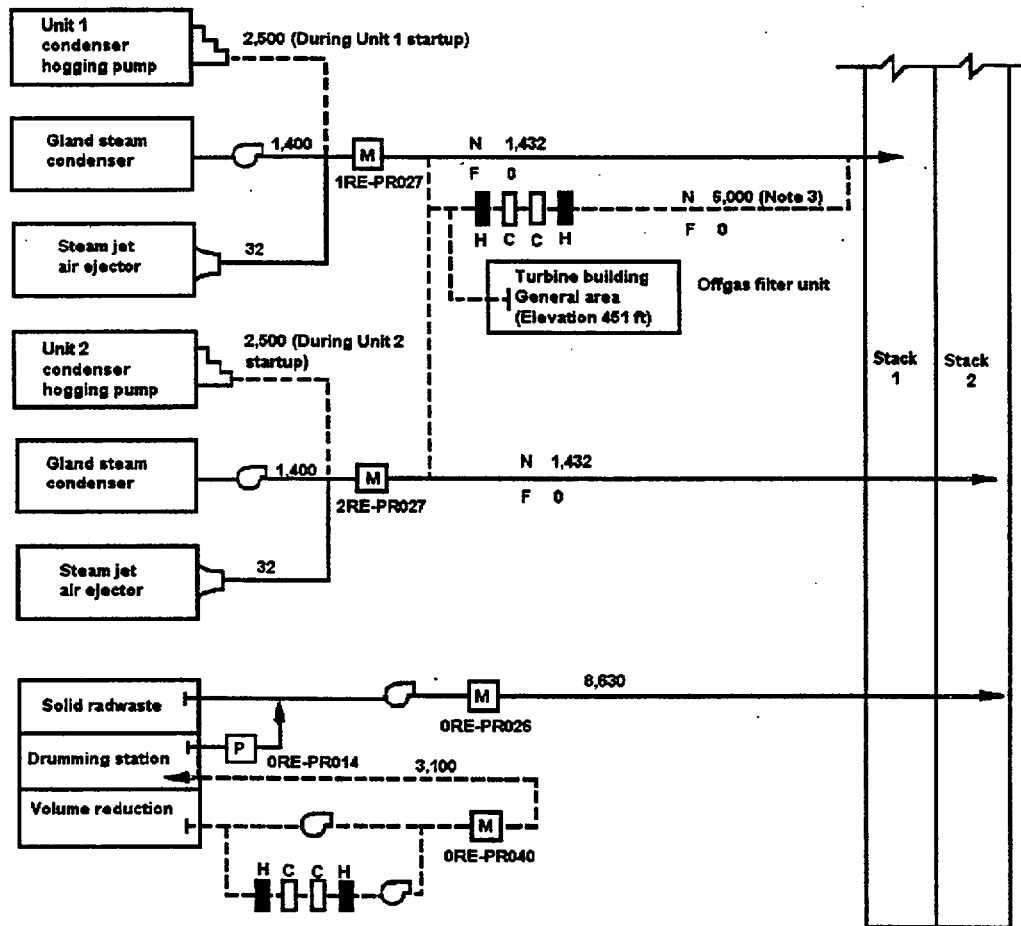 Unit 1
condenser
hogging pump
2,500 (During Unit 1 startup)
Gland steam
condenser
1,400
M
1RE-PR027
N 1,432
F 0
N 5,000 (Note 3)
F 0
H C C H
Steam jet
air ejector
32
Turbine building
General area
(Elevation 451 ft)
Offgas filter unit
Unit 2
condenser
hogging pump
2,500 (During Unit 2
startup)
Stack
1
Stack
2
Gland steam
condenser
1,400
M
2RE-PR027
N 1,432
F 0
Steam jet
air ejector
32
Solid radwaste
M
0RE-PR026
8,630
Drumming station
P
0RE-PR014
3,100
Volume reduction
M
0RE-PR040
H C C H